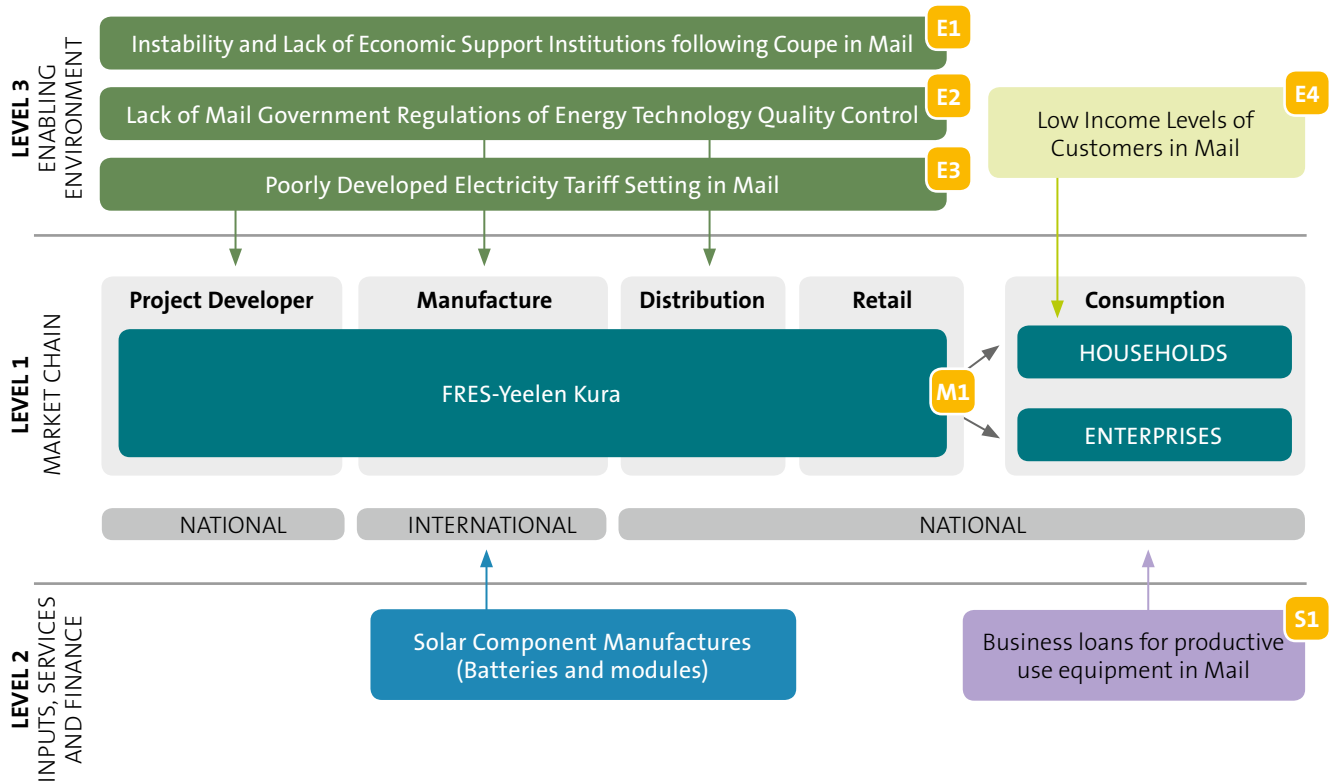 LEVEL 3
ENABLING
ENVIRONMENT
Instability and Lack of Economic Support Institutions following Coupe in Mail
E1
Lack of Mail Government Regulations of Energy Technology Quality Control
E2
Poorly Developed Electricity Tariff Setting in Mail
E3
Low Income Levels of
Customers in Mail
E4
LEVEL 1
MARKET CHAIN
Project Developer
Manufacture
Distribution
Retail
Consumption
FRES-Yeelen Kura
M1
HOUSEHOLDS
ENTERPRISES
NATIONAL
INTERNATIONAL
NATIONAL
LEVEL 2
INPUTS, SERVICES
AND FINANCE
Solar Component Manufactures
(Batteries and modules)
Business loans for productive
use equipment in Mail
S1